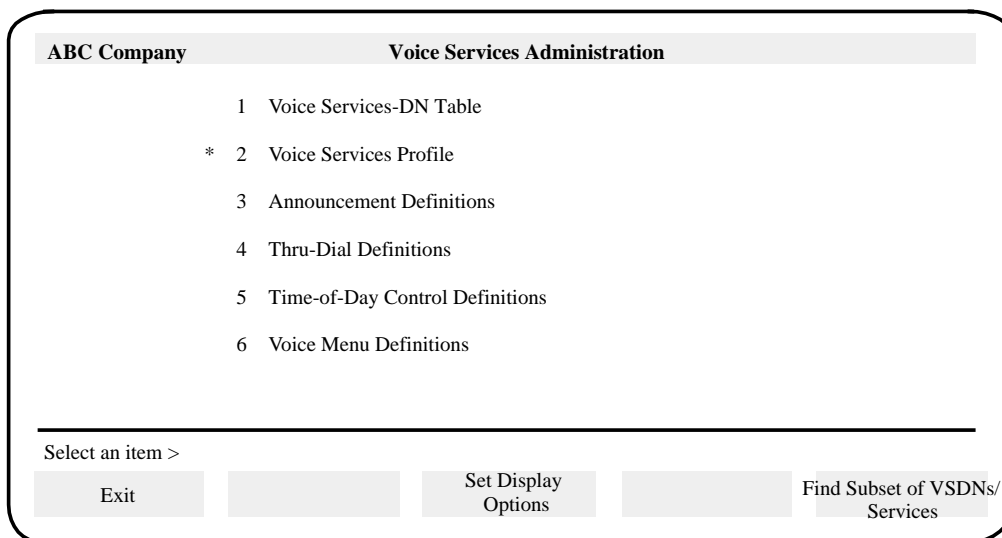 ABC Company Voice Services Administration
1 Voice Services-DN Table
* 2 Voice Services Profile
3 Announcement Definitions
4 Thru-Dial Definitions
5 Time-of-Day Control Definitions
6 Voice Menu Definitions
Select an item >
Exit
Set Display
Options
Find Subset of VSDNs/
Services